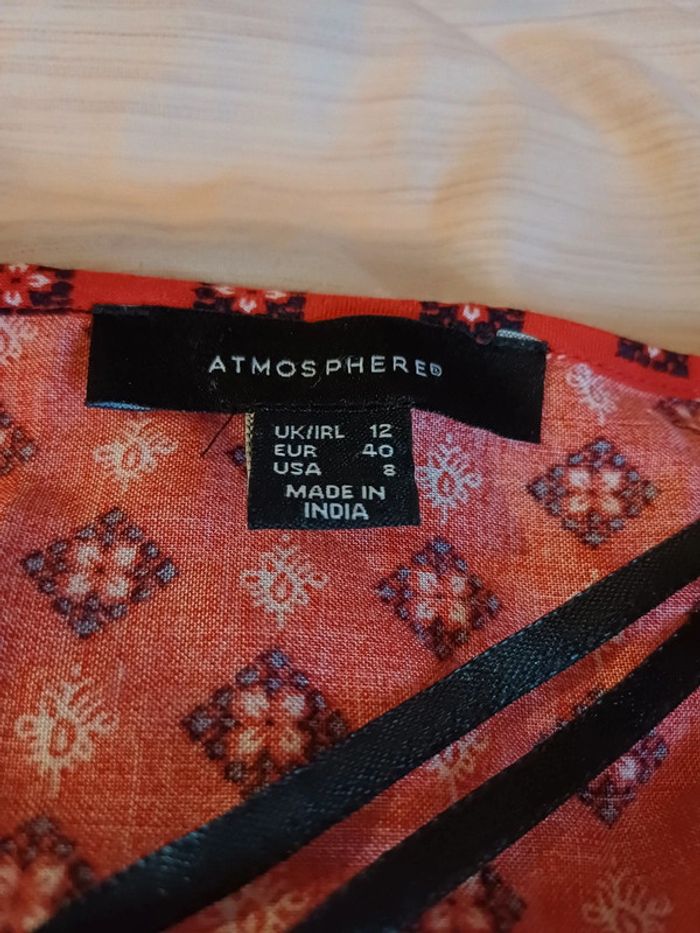 ATMOSPHERE®
UK/IRL 12
EUR 40
USA 8
MADE IN
INDIA